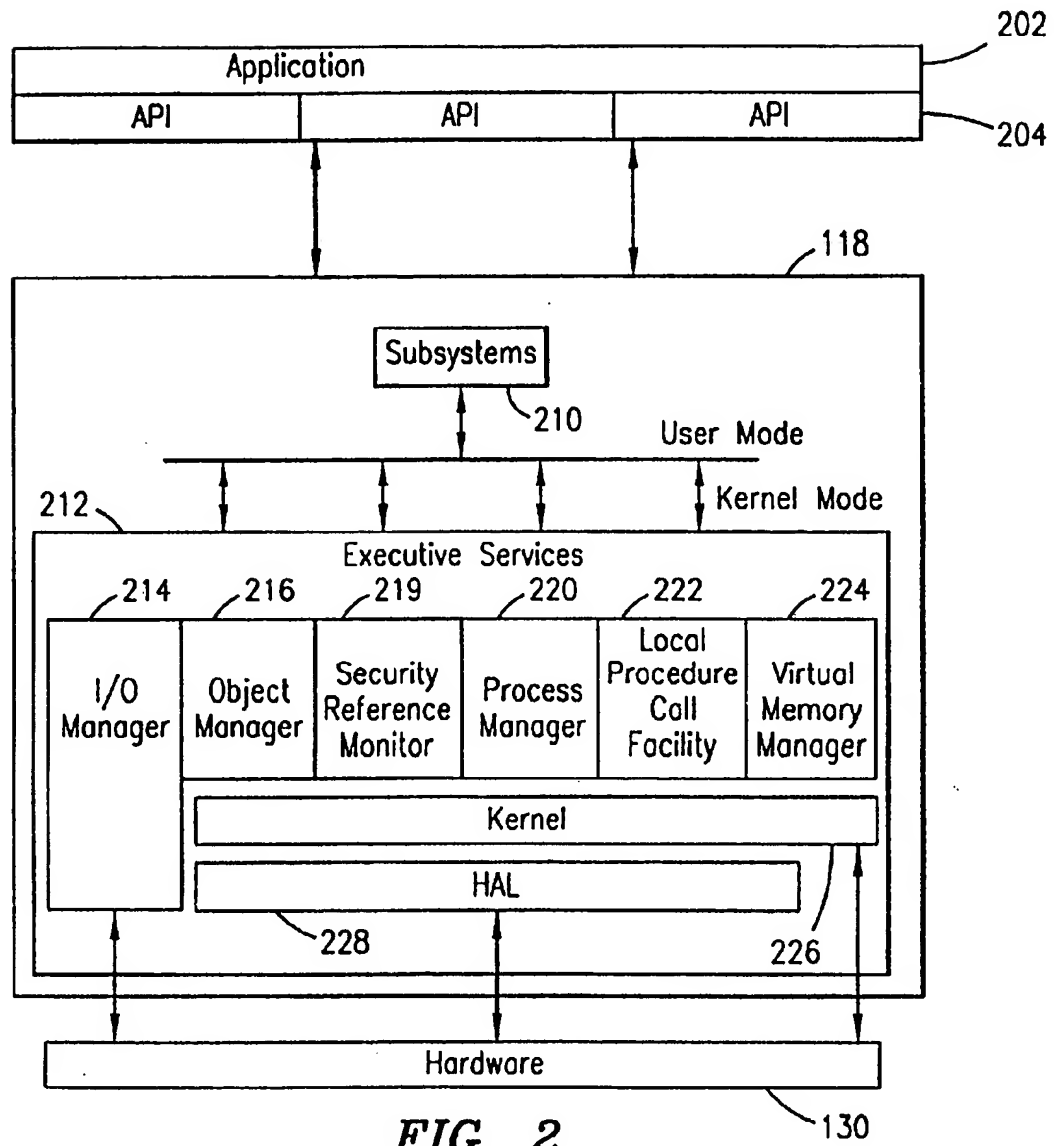 202
Application
API API API
204
118
Subsystems
210
User Mode
Kernel Mode
212
Executive Services
214 216 219 220 222 224
I/O
Manager
Object
Manager
Security
Reference
Monitor
Process
Manager
Local
Procedure
Call
Facility
Virtual
Memory
Manager
Kernel
HAL
228
226
Hardware
130
FIG. 2